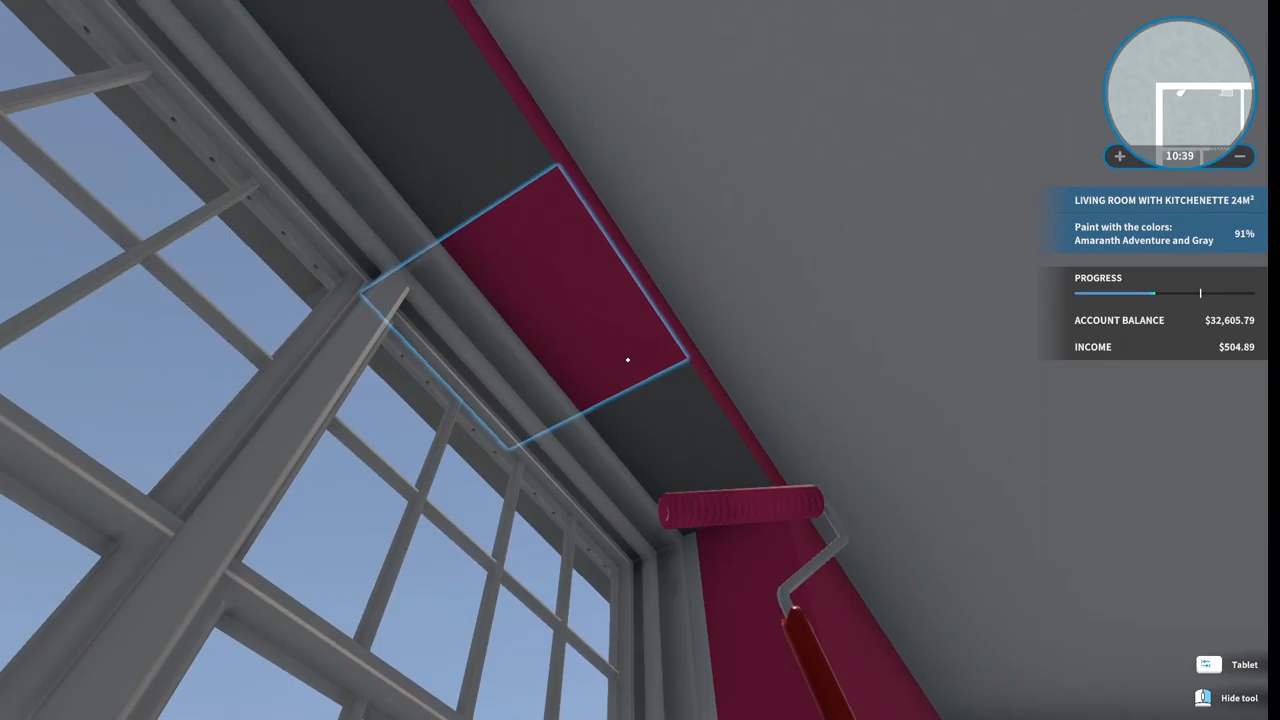 + 10:39 −
LIVING ROOM WITH KITCHENETTE 24M²
Paint with the colors:
Amaranth Adventure and Gray
91%
PROGRESS
ACCOUNT BALANCE $32,605.79
INCOME $504.89
Tablet
Hide tool